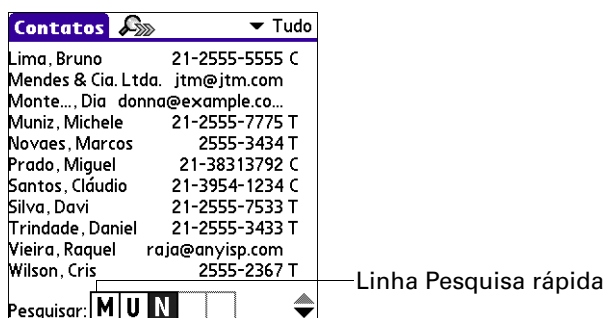 Contatos Tudo
Lima, Bruno 21-2555-5555 C
Mendes & Cia. Ltda. jtm@jtm.com
Monte..., Dia donna@example.co...
Muniz, Michele 21-2555-7775 T
Novaes, Marcos 2555-3434 T
Prado, Miguel 21-38313792 C
Santos, Cláudio 21-3954-1234 C
Silva, Davi 21-2555-7533 T
Trindade, Daniel 21-2555-3433 T
Vieira, Raquel raja@anyisp.com
Wilson, Cris 2555-2367 T
Linha Pesquisa rápida
Pesquisar: M U N